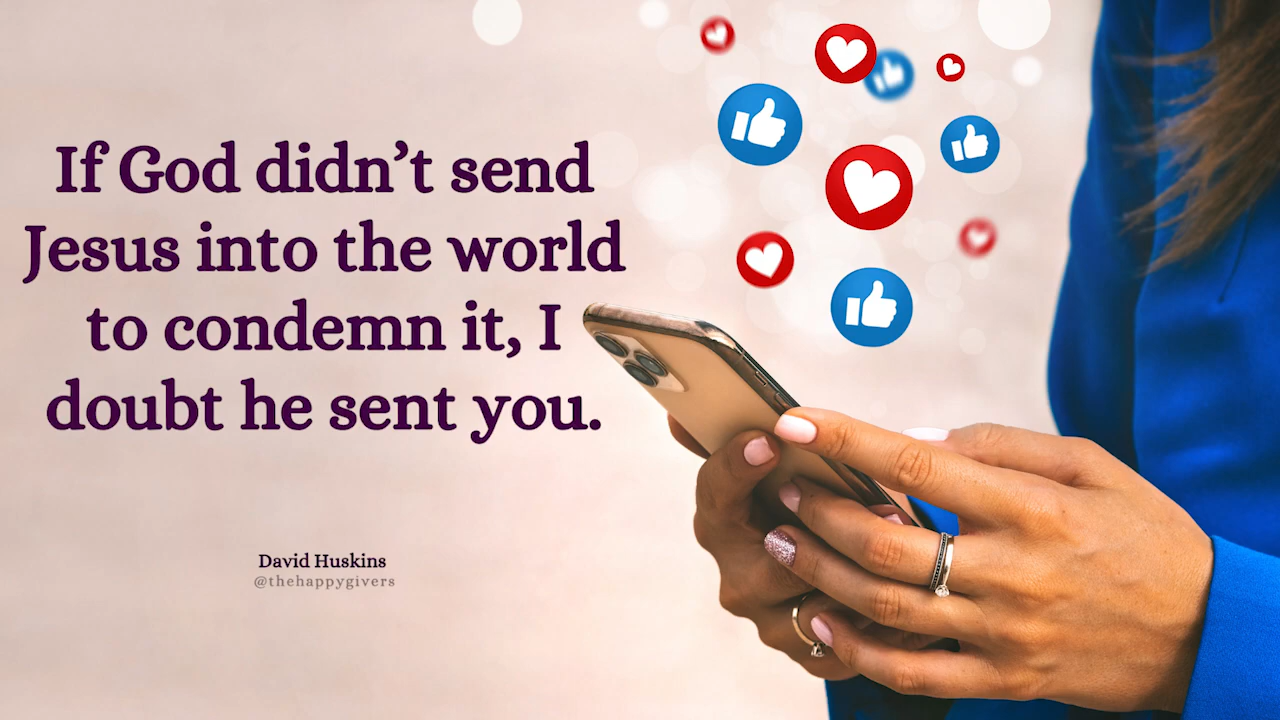 If God didn’t send
Jesus into the world
to condemn it, I
doubt he sent you.
David Huskins
@thehappygivers